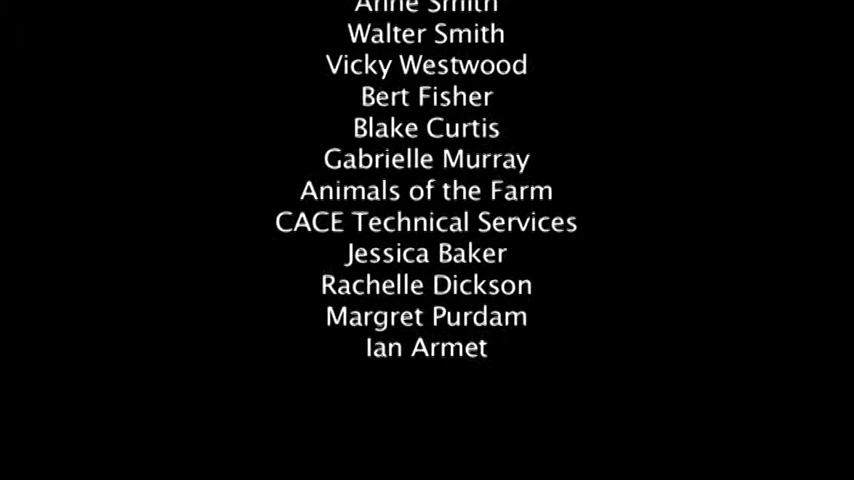 Anne Smith
Walter Smith
Vicky Westwood
Bert Fisher
Blake Curtis
Gabrielle Murray
Animals of the Farm
CACE Technical Services
Jessica Baker
Rachelle Dickson
Margret Purdam
Ian Armet